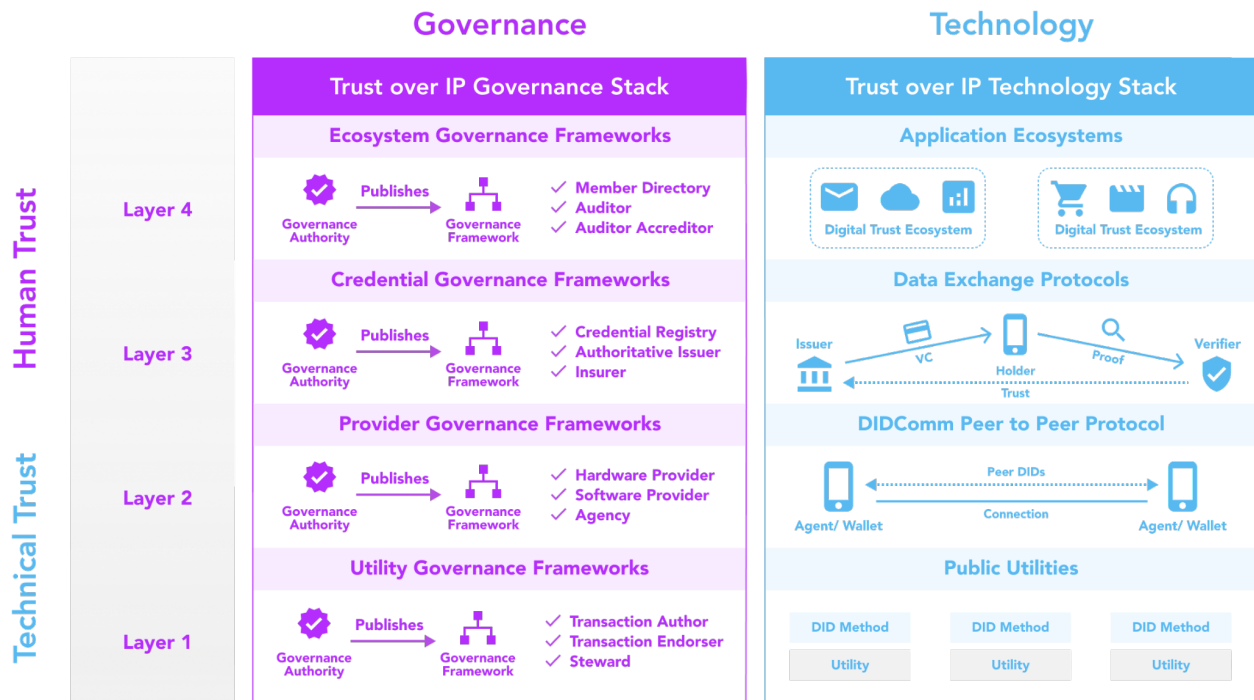 Governance
Technology
Human Trust
Technical Trust
Trust over IP Governance Stack
Trust over IP Technology Stack
Layer 4
Ecosystem Governance Frameworks
Governance
Authority
Publishes
Governance
Framework
Member Directory
Auditor
Auditor Accreditor
Application Ecosystems
Digital Trust Ecosystem
Digital Trust Ecosystem
Layer 3
Credential Governance Frameworks
Governance
Authority
Publishes
Governance
Framework
Credential Registry
Authoritative Issuer
Insurer
Data Exchange Protocols
Issuer
VC
Holder
Proof
Verifier
Trust
Layer 2
Provider Governance Frameworks
Governance
Authority
Publishes
Governance
Framework
Hardware Provider
Software Provider
Agency
DIDComm Peer to Peer Protocol
Peer DIDs
Connection
Agent/ Wallet
Agent/ Wallet
Layer 1
Utility Governance Frameworks
Governance
Authority
Publishes
Governance
Framework
Transaction Author
Transaction Endorser
Steward
Public Utilities
DID Method
Utility
DID Method
Utility
DID Method
Utility